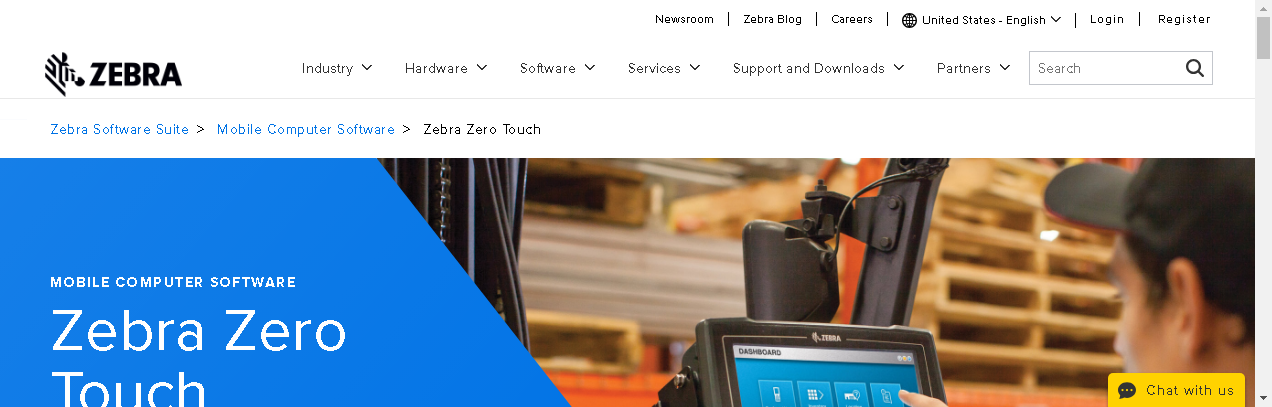 Newsroom | Zebra Blog | Careers | United States - English | Login | Register
ZEBRA Industry Hardware Software Services Support and Downloads Partners Search
Zebra Software Suite > Mobile Computer Software > Zebra Zero Touch
MOBILE COMPUTER SOFTWARE
Zebra Zero
Touch
ZEBRA
DASHBOARD
Chat with us